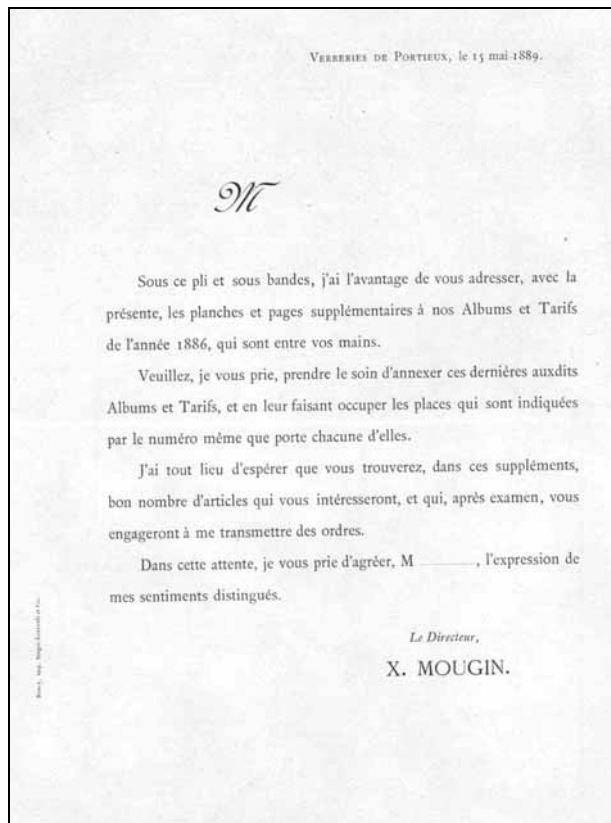 VERRERIES DE PORTIEUX, le 15 mai 1889.
M
Sous ce pli et sous bandes, j'ai l'avantage de vous adresser, avec la
présente, les planches et pages supplémentaires à nos Albums et Tarifs
de l'année 1886, qui sont entre vos mains.
Veuillez, je vous prie, prendre le soin d'annexer ces dernières auxdits
Albums et Tarifs, et en leur faisant occuper les places qui sont indiquées
par le numéro même que porte chacune d'elles.
J'ai tout lieu d'espérer que vous trouverez, dans ces suppléments,
bon nombre d'articles qui vous intéresseront, et qui, après examen, vous
engageront à me transmettre des ordres.
Dans cette attente, je vous prie d'agréer, M ............, l'expression de
mes sentiments distingués.
Le Directeur,
X. MOUGIN.